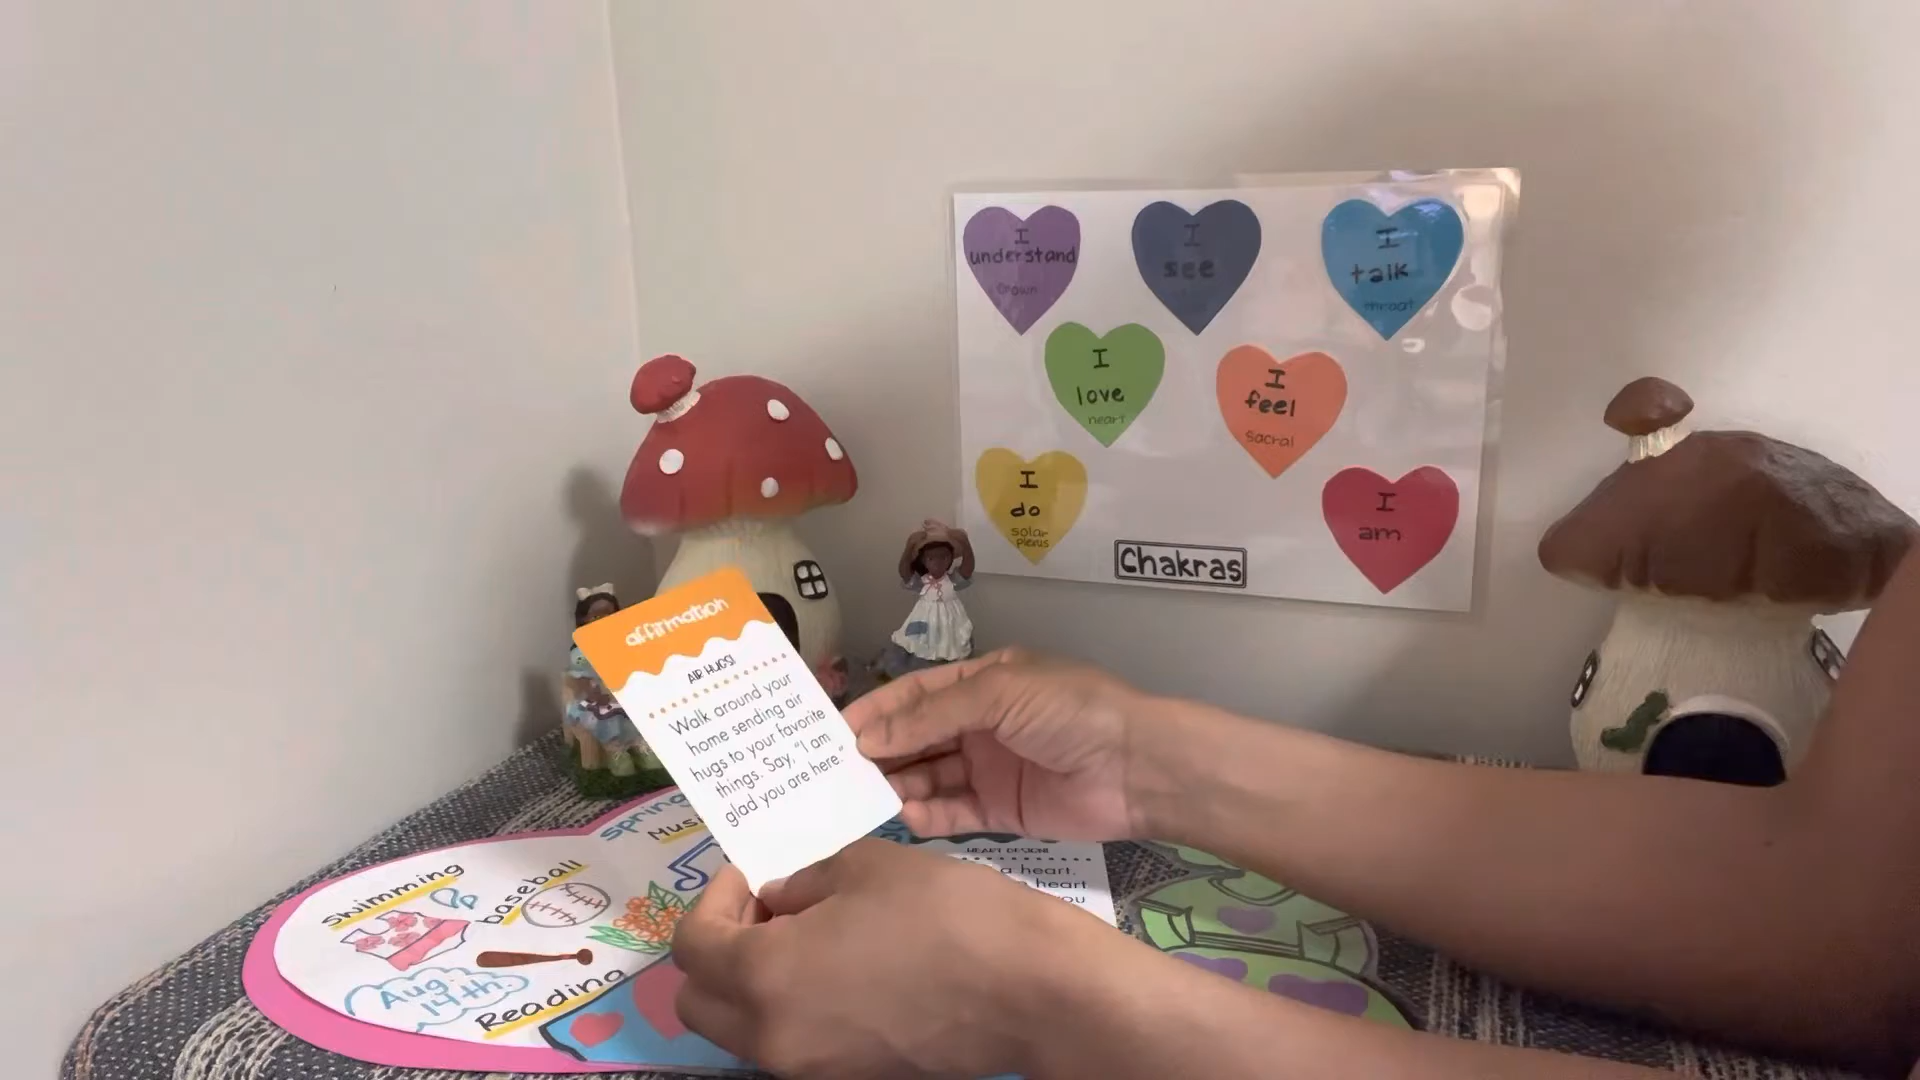 I
understand
Crown
I
see
I
talk
throat
I
love
heart
I
feel
Sacral
I
do
solar
plexus
I
am
Chakras
affirmation
AIR HUGS!
Walk around your
home sending air
hugs to your favorite
things. Say, "I am
glad you are here."
Spring
Swimming
baseball
Aug.
14th.
Reading
HEART DESIGN!
a heart.
heart
you